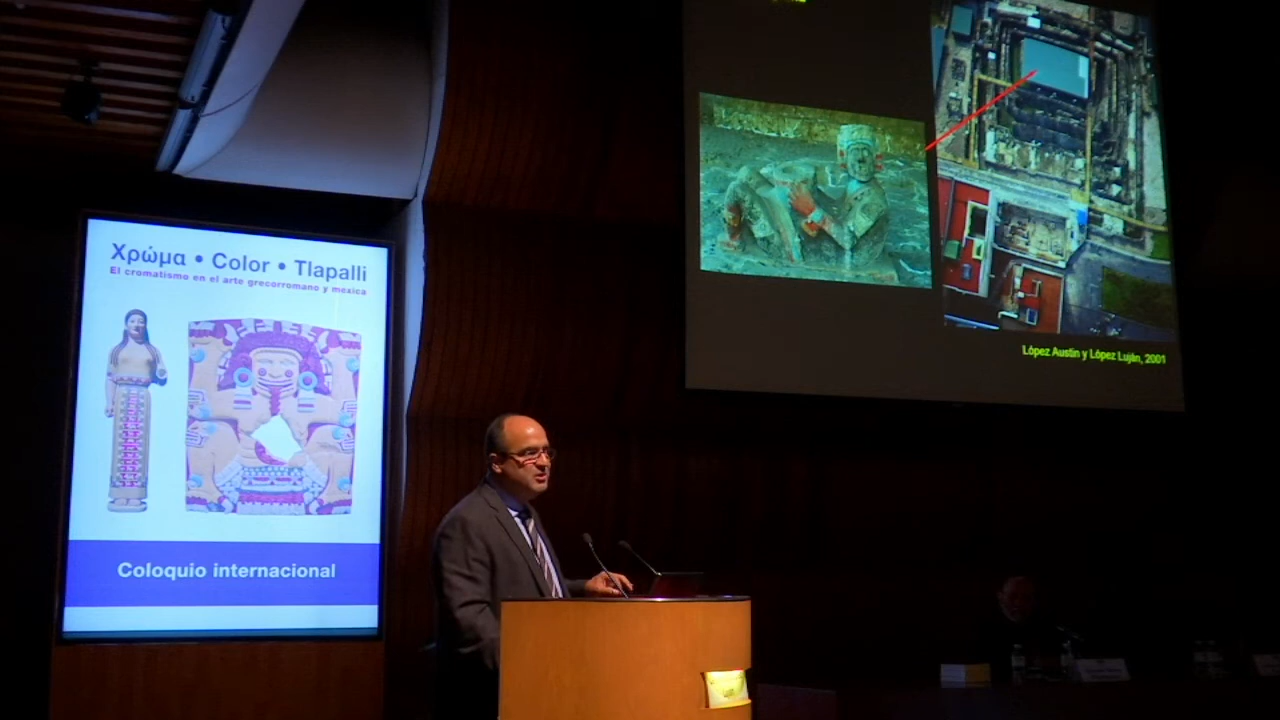 Χρώμα • Color • Tlapalli
El cromatismo en el arte grecorromano y mexica
Coloquio internacional
López Austin y López Luján, 2001